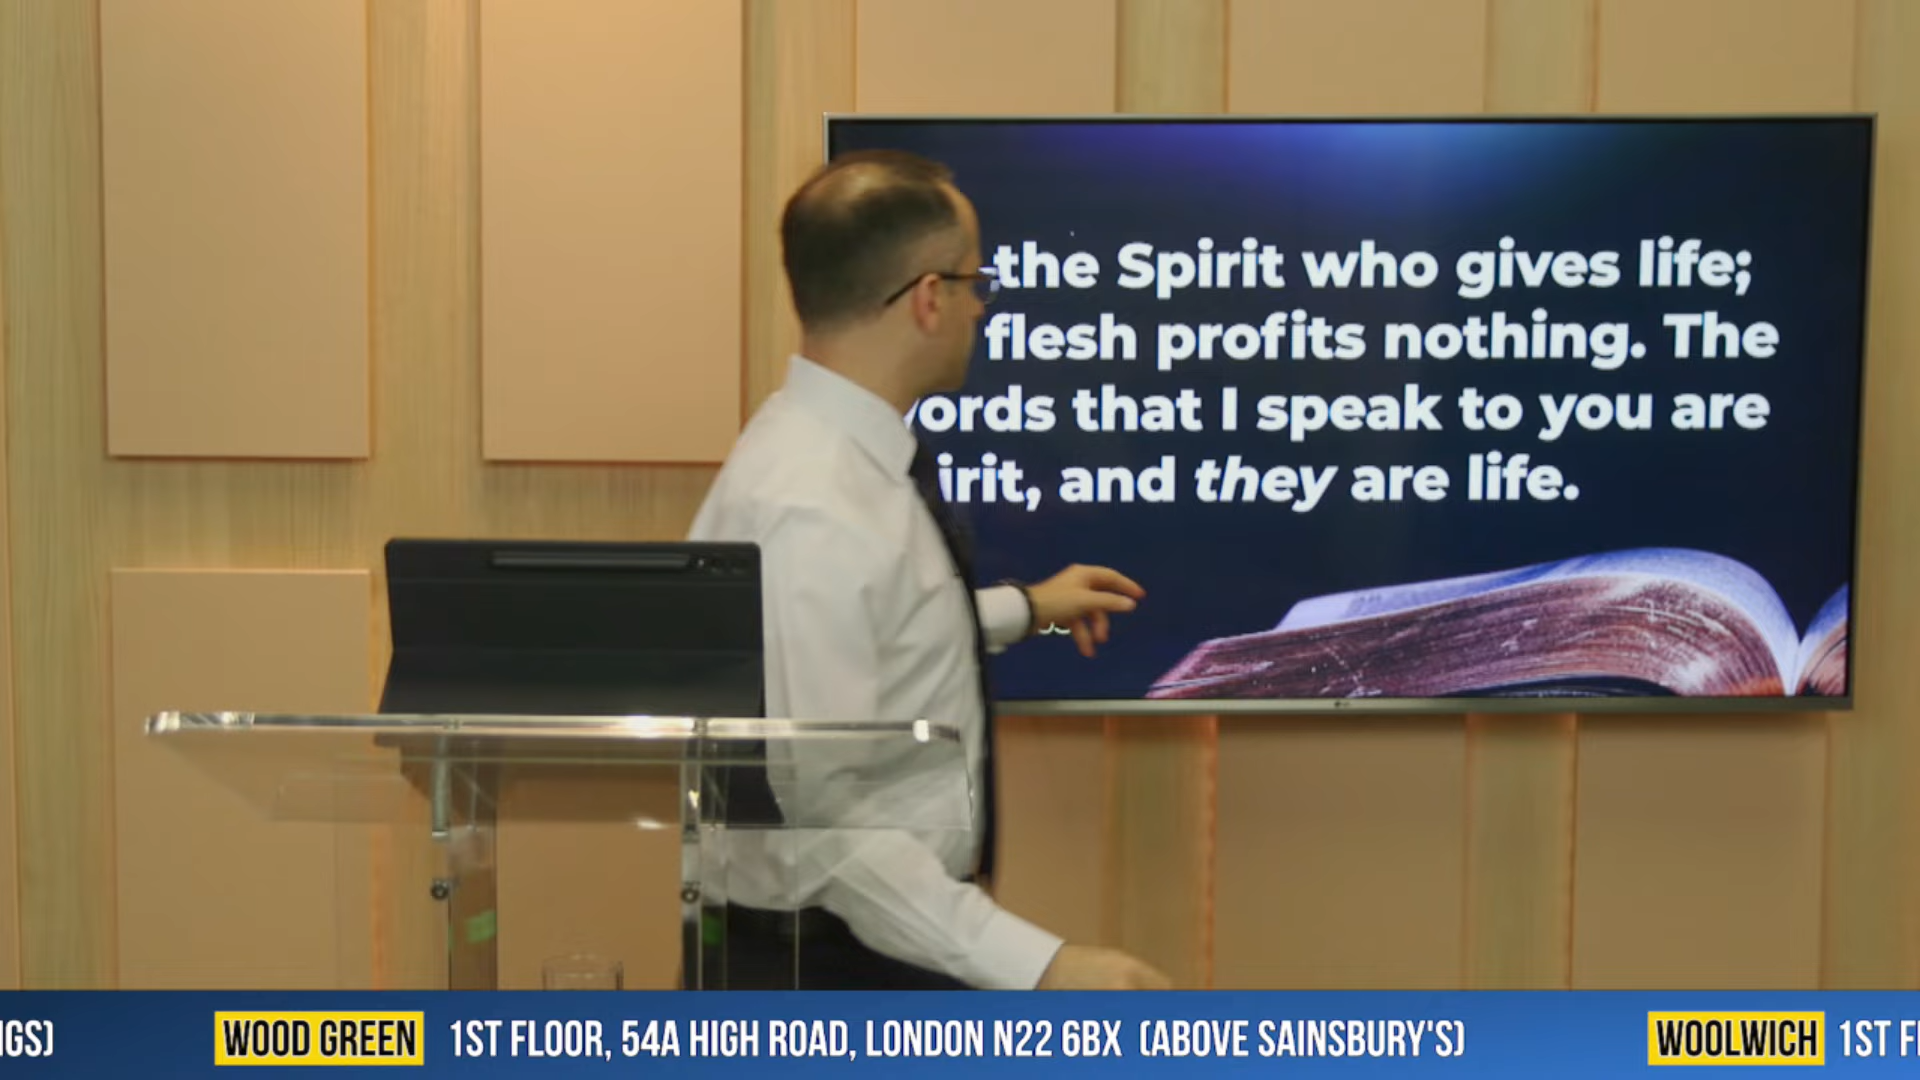 the Spirit who gives life;
flesh profits nothing. The
ords that I speak to you are
irit, and they are life.
NGS) WOOD GREEN 1ST FLOOR, 54A HIGH ROAD, LONDON N22 6BX (ABOVE SAINSBURY'S) WOOLWICH 1ST F